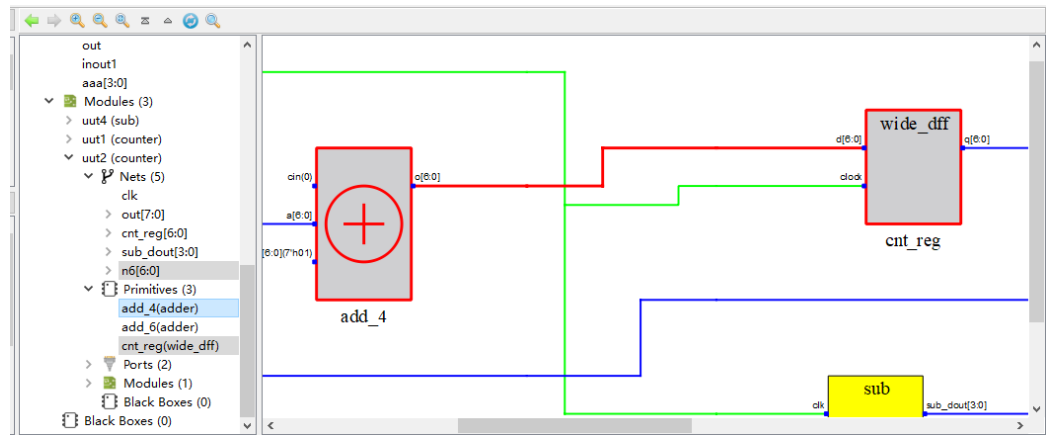 out
inout1
aaa[3:0]
Modules (3)
uut4 (sub)
uut1 (counter)
uut2 (counter)
Nets (5)
clk
out[7:0]
cnt_reg[6:0]
sub_dout[3:0]
n6[6:0]
Primitives (3)
add_4(adder)
add_6(adder)
cnt_reg(wide_dff)
Ports (2)
Modules (1)
Black Boxes (0)
Black Boxes (0)
cin(0)
o[6:0]
a[6:0]
[6:0](7'h01)
add_4
wide_dff
d[6:0]
q[6:0]
clock
cnt_reg
sub
clk
sub_dout[3:0]